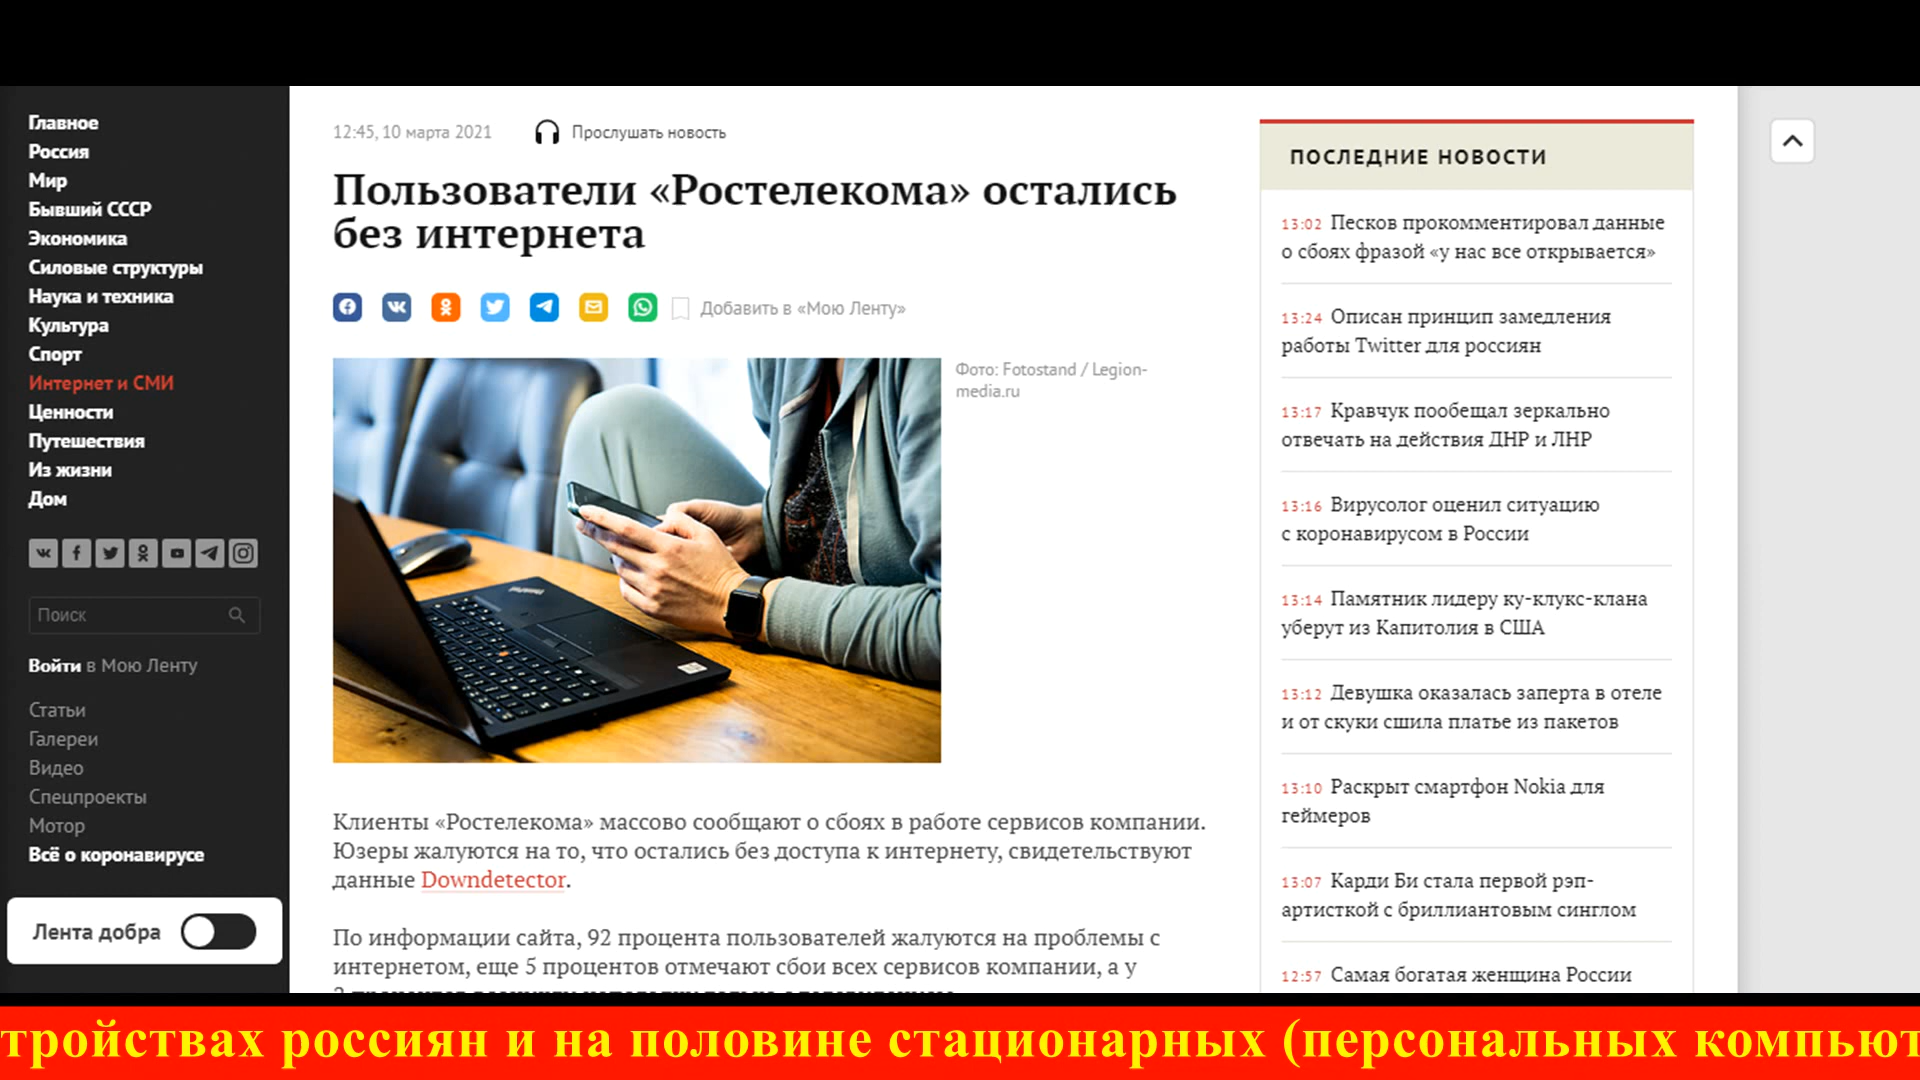 Главное
Россия
Мир
Бывший СССР
Экономика
Силовые структуры
Наука и техника
Культура
Спорт
Интернет и СМИ
Ценности
Путешествия
Из жизни
Дом
Поиск
Войти в Мою Ленту
Статьи
Галереи
Видео
Спецпроекты
Мотор
Всё о коронавирусе
Лента добра
12:45, 10 марта 2021
Прослушать новость
Пользователи «Ростелекома» остались
без интернета
Добавить в «Мою Ленту»
Фото: Fotostand / Legion-
media.ru
Клиенты «Ростелекома» массово сообщают о сбоях в работе сервисов компании.
Юзеры жалуются на то, что остались без доступа к интернету, свидетельствуют
данные Downdetector.
По информации сайта, 92 процента пользователей жалуются на проблемы с
интернетом, еще 5 процентов отмечают сбои всех сервисов компании, а у
ПОСЛЕДНИЕ НОВОСТИ
13:02 Песков прокомментировал данные
о сбоях фразой «у нас все открывается»
13:24 Описан принцип замедления
работы Twitter для россиян
13:17 Кравчук пообещал зеркально
отвечать на действия ДНР и ЛНР
13:16 Вирусолог оценил ситуацию
с коронавирусом в России
13:14 Памятник лидеру ку-клукс-клана
уберут из Капитолия в США
13:12 Девушка оказалась заперта в отеле
и от скуки сшила платье из пакетов
13:10 Раскрыт смартфон Nokia для
геймеров
13:07 Карди Би стала первой рэп-
артисткой с бриллиантовым синглом
12:57 Самая богатая женщина России
тройствах россиян и на половине стационарных (персональных компьют